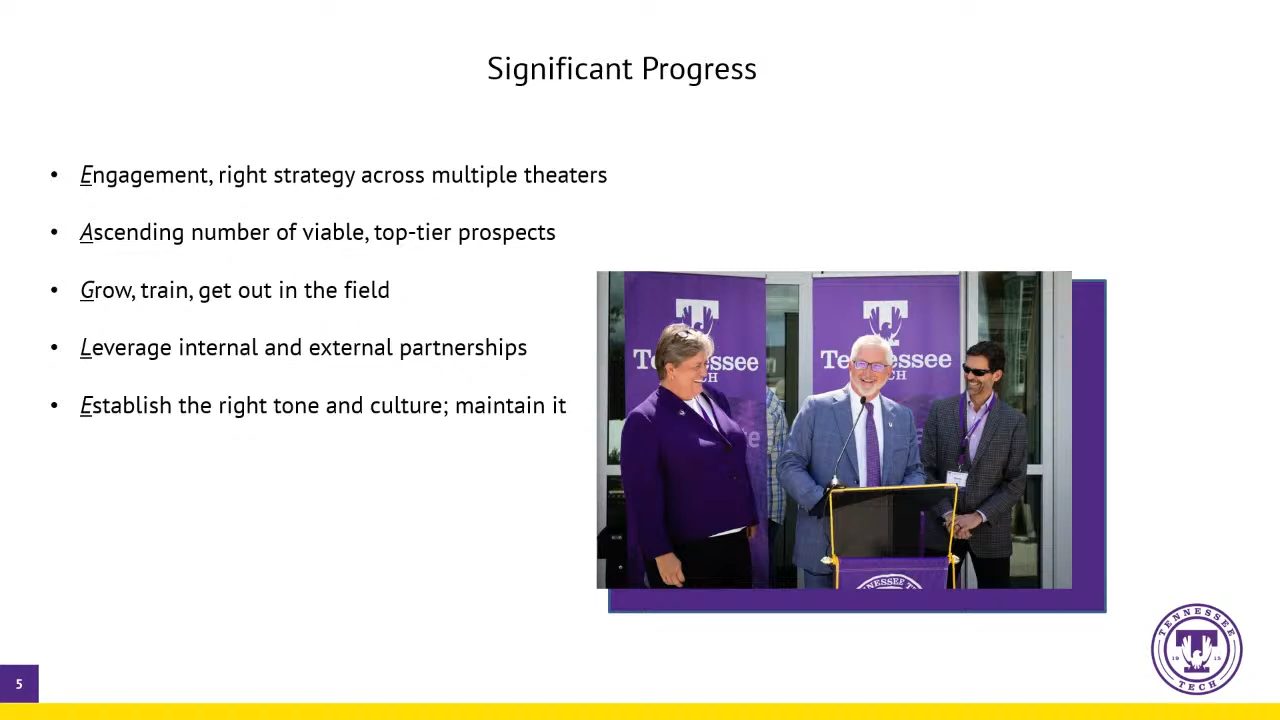 Significant Progress
• Engagement, right strategy across multiple theaters
• Ascending number of viable, top-tier prospects
• Grow, train, get out in the field
• Leverage internal and external partnerships
• Establish the right tone and culture; maintain it
T
Tennessee
T
Tennessee
TECH
TENNESSEE
T
1915
TECH
5